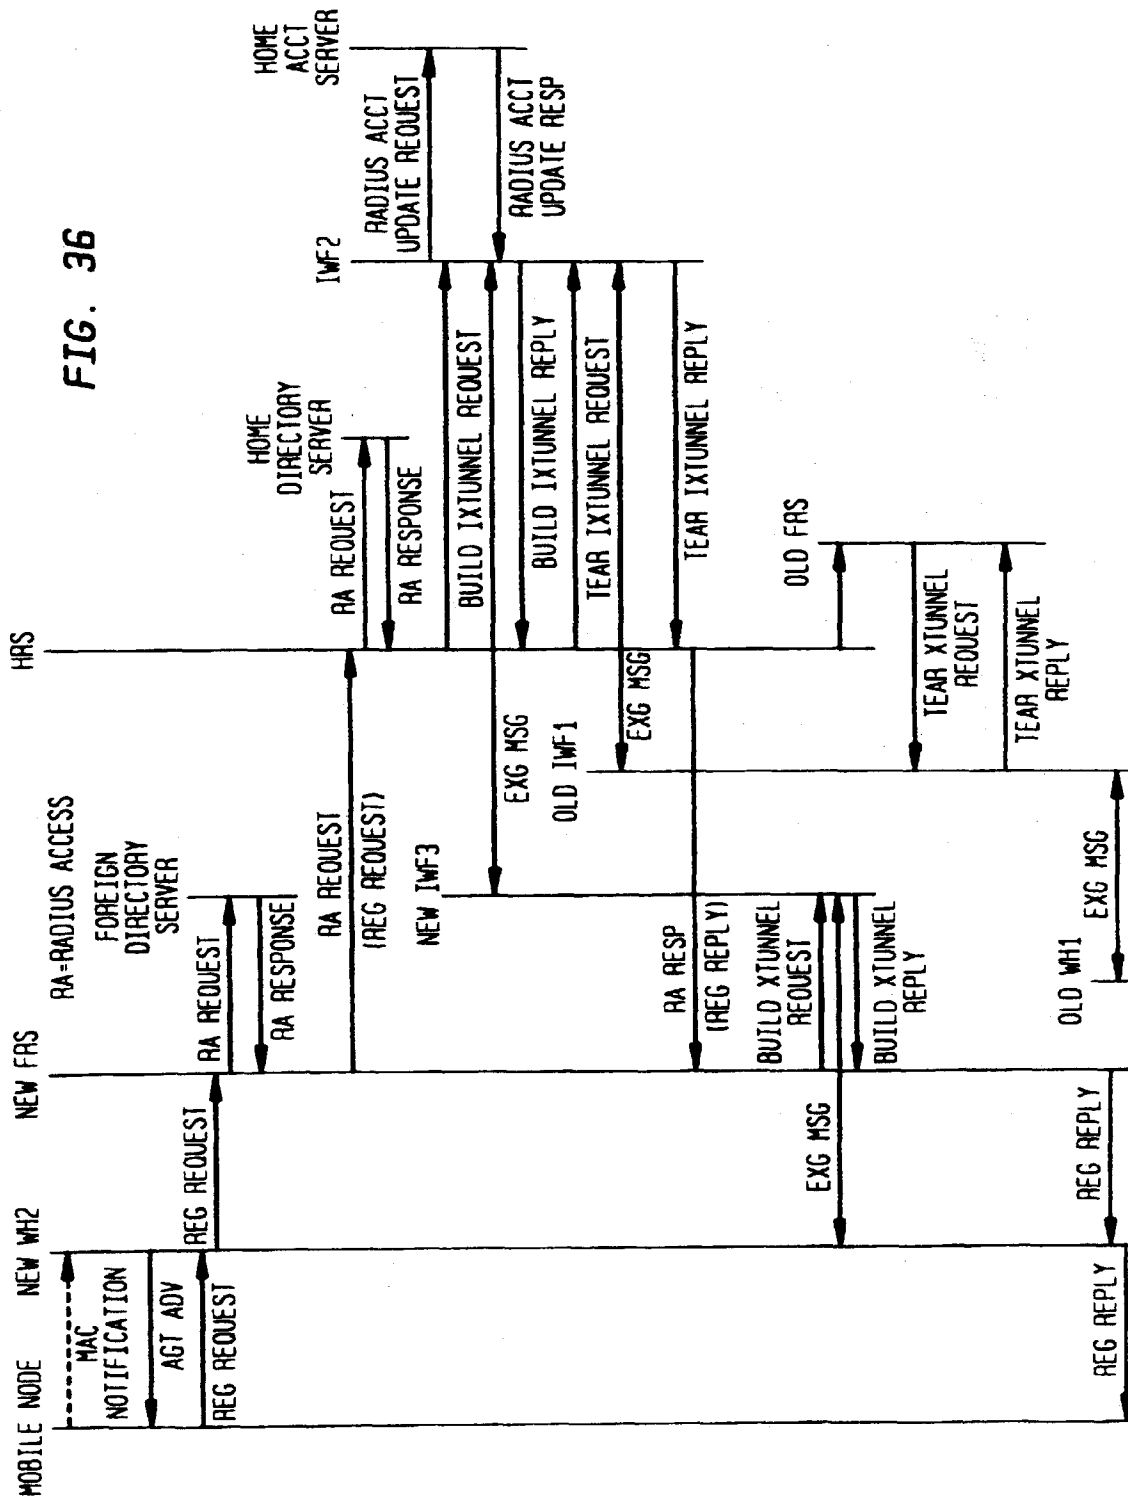 FIG. 36
RA=RADIUS ACCESS
MOBILE NODE
NEW WH2
NEW FRS
FOREIGN
DIRECTORY
SERVER
HRS
HOME
DIRECTORY
SERVER
IWF2
HOME
ACCT
SERVER
MAC
NOTIFICATION
AGT ADV
REG REQUEST
REG REQUEST
RA REQUEST
RA RESPONSE
RA REQUEST
(REG REQUEST)
RA REQUEST
RA RESPONSE
RADIUS ACCT
UPDATE REQUEST
RADIUS ACCT
UPDATE RESP
BUILD IXTUNNEL REQUEST
NEW IWF3
EXG MSG
BUILD IXTUNNEL REPLY
TEAR IXTUNNEL REQUEST
OLD IWF1
EXG MSG
TEAR IXTUNNEL REPLY
RA RESP
(REG REPLY)
BUILD XTUNNEL
REQUEST
EXG MSG
BUILD XTUNNEL
REPLY
OLD FRS
TEAR XTUNNEL
REQUEST
TEAR XTUNNEL
REPLY
OLD WH1
EXG MSG
REG REPLY
REG REPLY